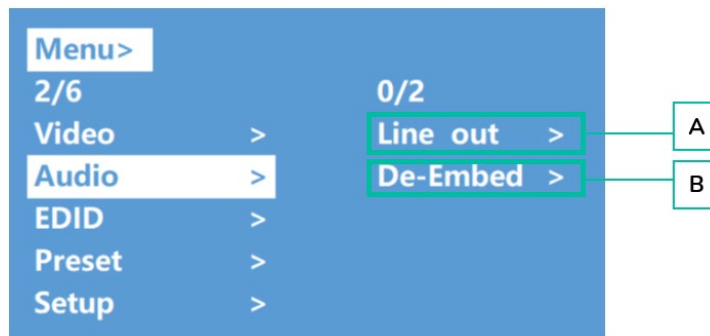 Menu>
2/6 0/2
Video > Line out > A
Audio > De-Embed > B
EDID >
Preset >
Setup >